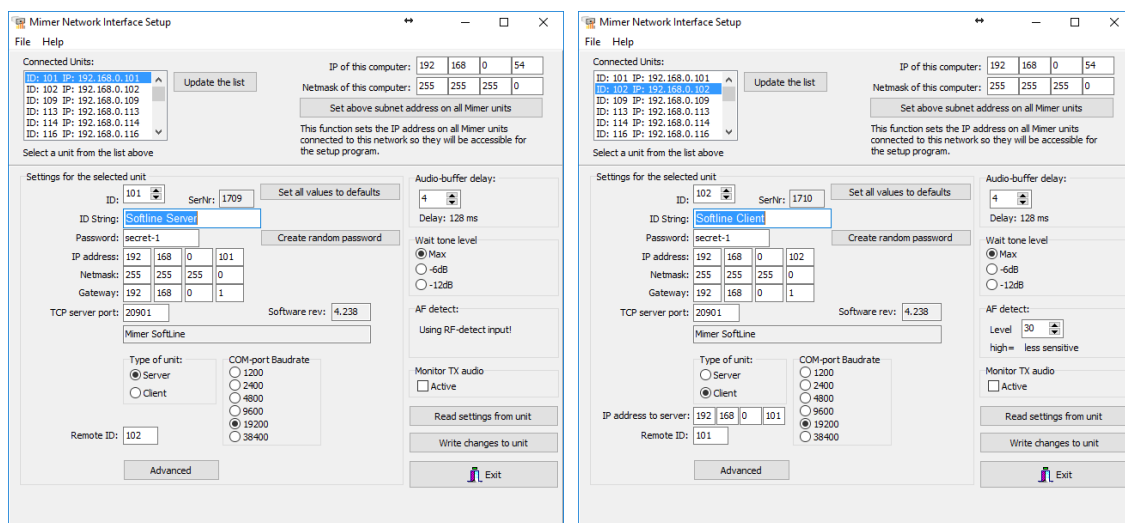 Mimer Network Interface Setup
File Help
Connected Units:
ID: 101 IP: 192.168.0.101
ID: 102 IP: 192.168.0.102
ID: 109 IP: 192.168.0.109
ID: 113 IP: 192.168.0.113
ID: 114 IP: 192.168.0.114
ID: 116 IP: 192.168.0.116
Update the list
Select a unit from the list above
IP of this computer: 192 168 0 54
Netmask of this computer: 255 255 255 0
Set above subnet address on all Mimer units
This function sets the IP address on all Mimer units
connected to this network so they will be accessible for
the setup program.
Settings for the selected unit
ID: 101 SerNr: 1709 Set all values to defaults
ID String: Softline Server
Password: secret-1 Create random password
IP address: 192 168 0 101
Netmask: 255 255 255 0
Gateway: 192 168 0 1
TCP server port: 20901 Software rev: 4.238
Mimer SoftLine
Type of unit:
Server
Client
COM-port Baudrate
1200
2400
4800
9600
19200
38400
Remote ID: 102
Advanced
Audio-buffer delay:
4
Delay: 128 ms
Wait tone level
Max
-6dB
-12dB
AF detect:
Using RF-detect input!
Monitor TX audio
Active
Read settings from unit
Write changes to unit
Exit
Mimer Network Interface Setup
File Help
Connected Units:
ID: 101 IP: 192.168.0.101
ID: 102 IP: 192.168.0.102
ID: 109 IP: 192.168.0.109
ID: 113 IP: 192.168.0.113
ID: 114 IP: 192.168.0.114
ID: 116 IP: 192.168.0.116
Update the list
Select a unit from the list above
IP of this computer: 192 168 0 54
Netmask of this computer: 255 255 255 0
Set above subnet address on all Mimer units
This function sets the IP address on all Mimer units
connected to this network so they will be accessible for
the setup program.
Settings for the selected unit
ID: 102 SerNr: 1710 Set all values to defaults
ID String: Softline Client
Password: secret-1 Create random password
IP address: 192 168 0 102
Netmask: 255 255 255 0
Gateway: 192 168 0 1
TCP server port: 20901 Software rev: 4.238
Mimer SoftLine
Type of unit:
Server
Client
COM-port Baudrate
1200
2400
4800
9600
19200
38400
IP address to server: 192 168 0 101
Remote ID: 101
Advanced
Audio-buffer delay:
4
Delay: 128 ms
Wait tone level
Max
-6dB
-12dB
AF detect:
Level 30
high= less sensitive
Monitor TX audio
Active
Read settings from unit
Write changes to unit
Exit